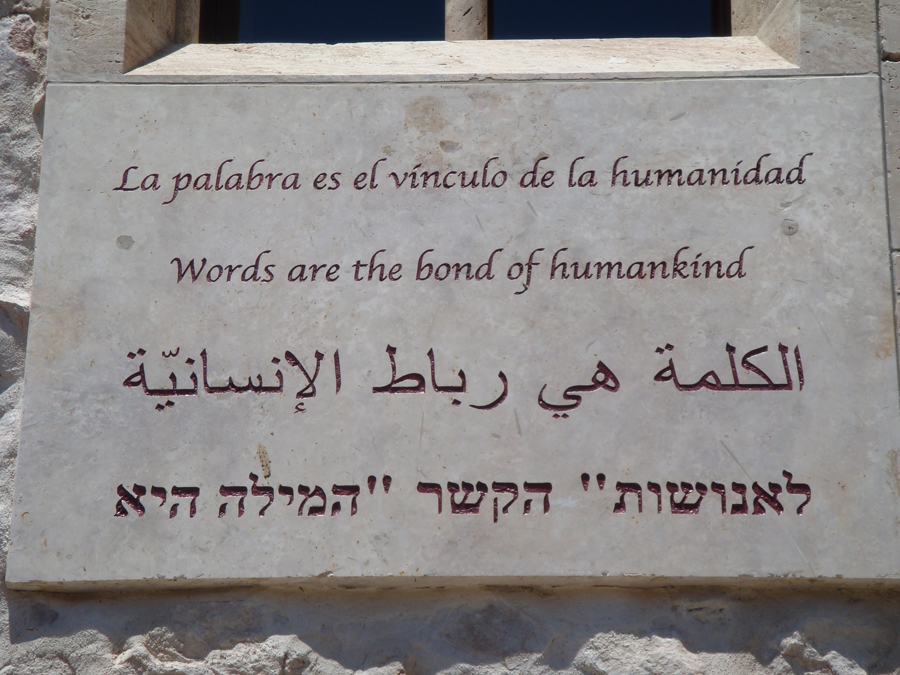 La palabra es el vínculo de la humanidad
Words are the bond of humankind
الكلمة هي رباط الإنسانيّة
לאנושות" הקשר "המילה היא